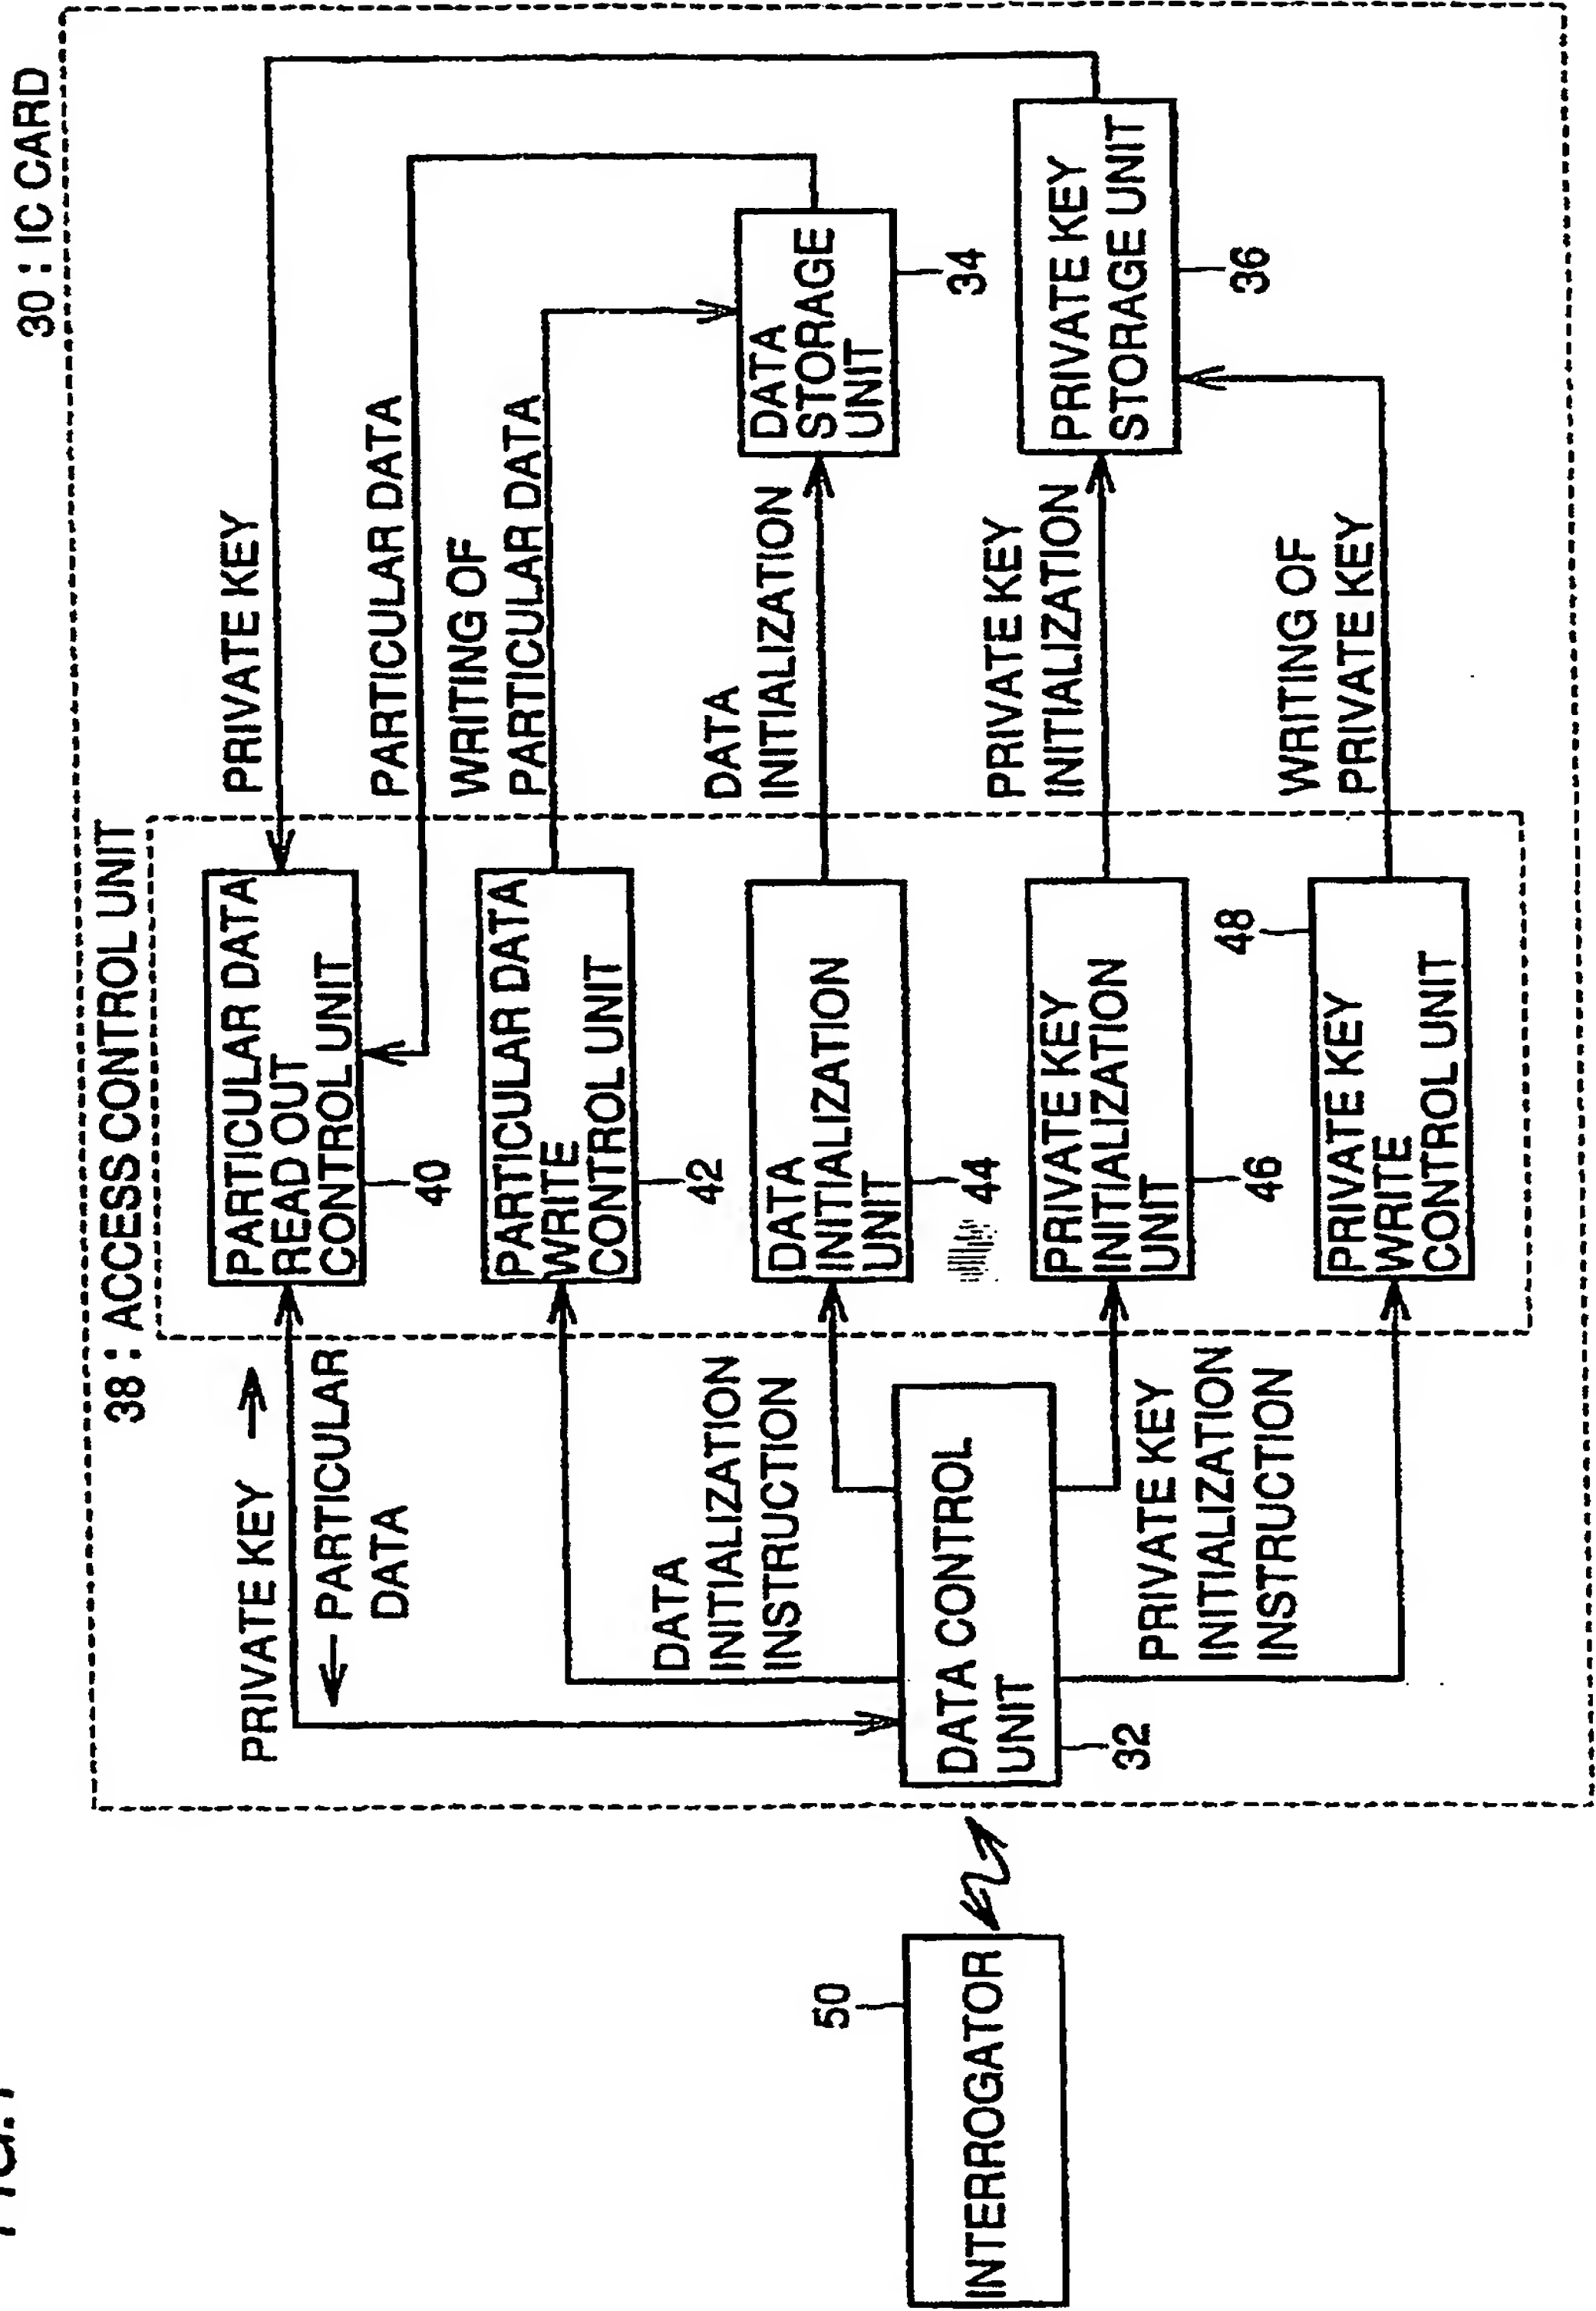 FIG.1
30 : IC CARD
38 : ACCESS CONTROL UNIT
PRIVATE KEY
PRIVATE KEY →
← PARTICULAR
DATA
PARTICULAR DATA
READ OUT
CONTROL UNIT
40
PARTICULAR DATA
WRITING OF
PARTICULAR DATA
PARTICULAR DATA
WRITE
CONTROL UNIT
42
DATA
INITIALIZATION
INSTRUCTION
DATA
INITIALIZATION
UNIT
44
DATA
INITIALIZATION
DATA
STORAGE
UNIT
34
50
INTERROGATOR
DATA CONTROL
UNIT
32
PRIVATE KEY
INITIALIZATION
INSTRUCTION
PRIVATE KEY
INITIALIZATION
UNIT
46
PRIVATE KEY
INITIALIZATION
PRIVATE KEY
STORAGE UNIT
36
48
PRIVATE KEY
WRITE
CONTROL UNIT
WRITING OF
PRIVATE KEY